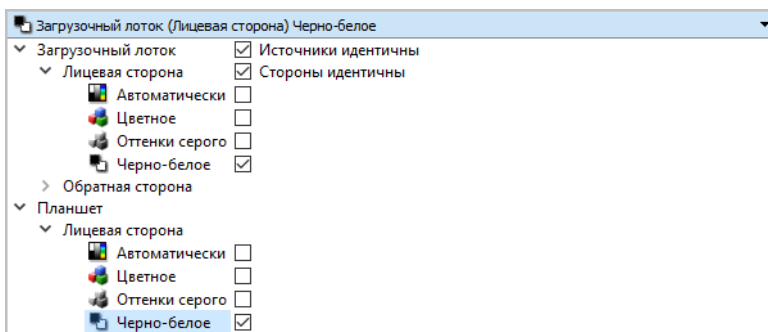 Загрузочный лоток (Лицевая сторона) Черно-белое
Загрузочный лоток Источники идентичны
Лицевая сторона Стороны идентичны
Автоматически
Цветное
Оттенки серого
Черно-белое
Обратная сторона
Планшет
Лицевая сторона
Автоматически
Цветное
Оттенки серого
Черно-белое